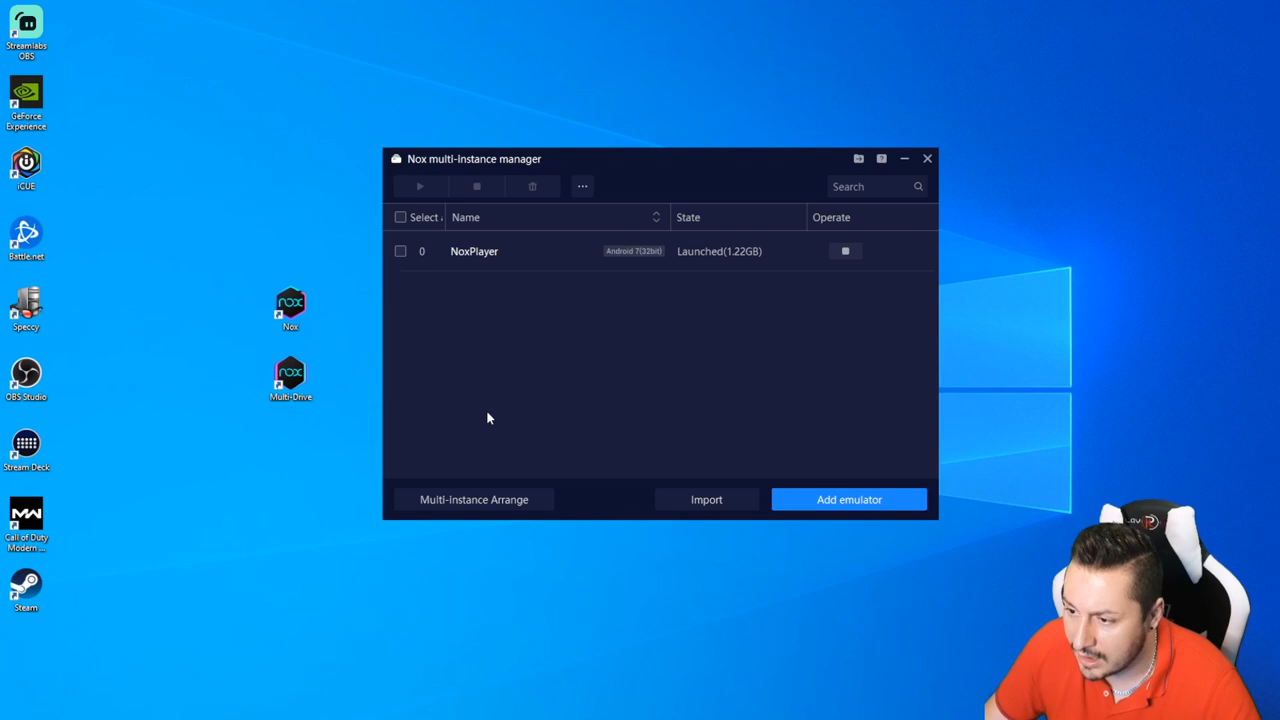 Streamlabs
OBS
GeForce
Experience
iCUE
Battle.net
Speccy
OBS Studio
Stream Deck
Call of Duty
Modern ...
Steam
nox
Nox
nox
Multi-Drive
Nox multi-instance manager
...
Search
Select
Name
State
Operate
0
NoxPlayer
Android 7(32bit)
Launched(1.22GB)
Multi-instance Arrange
Import
Add emulator